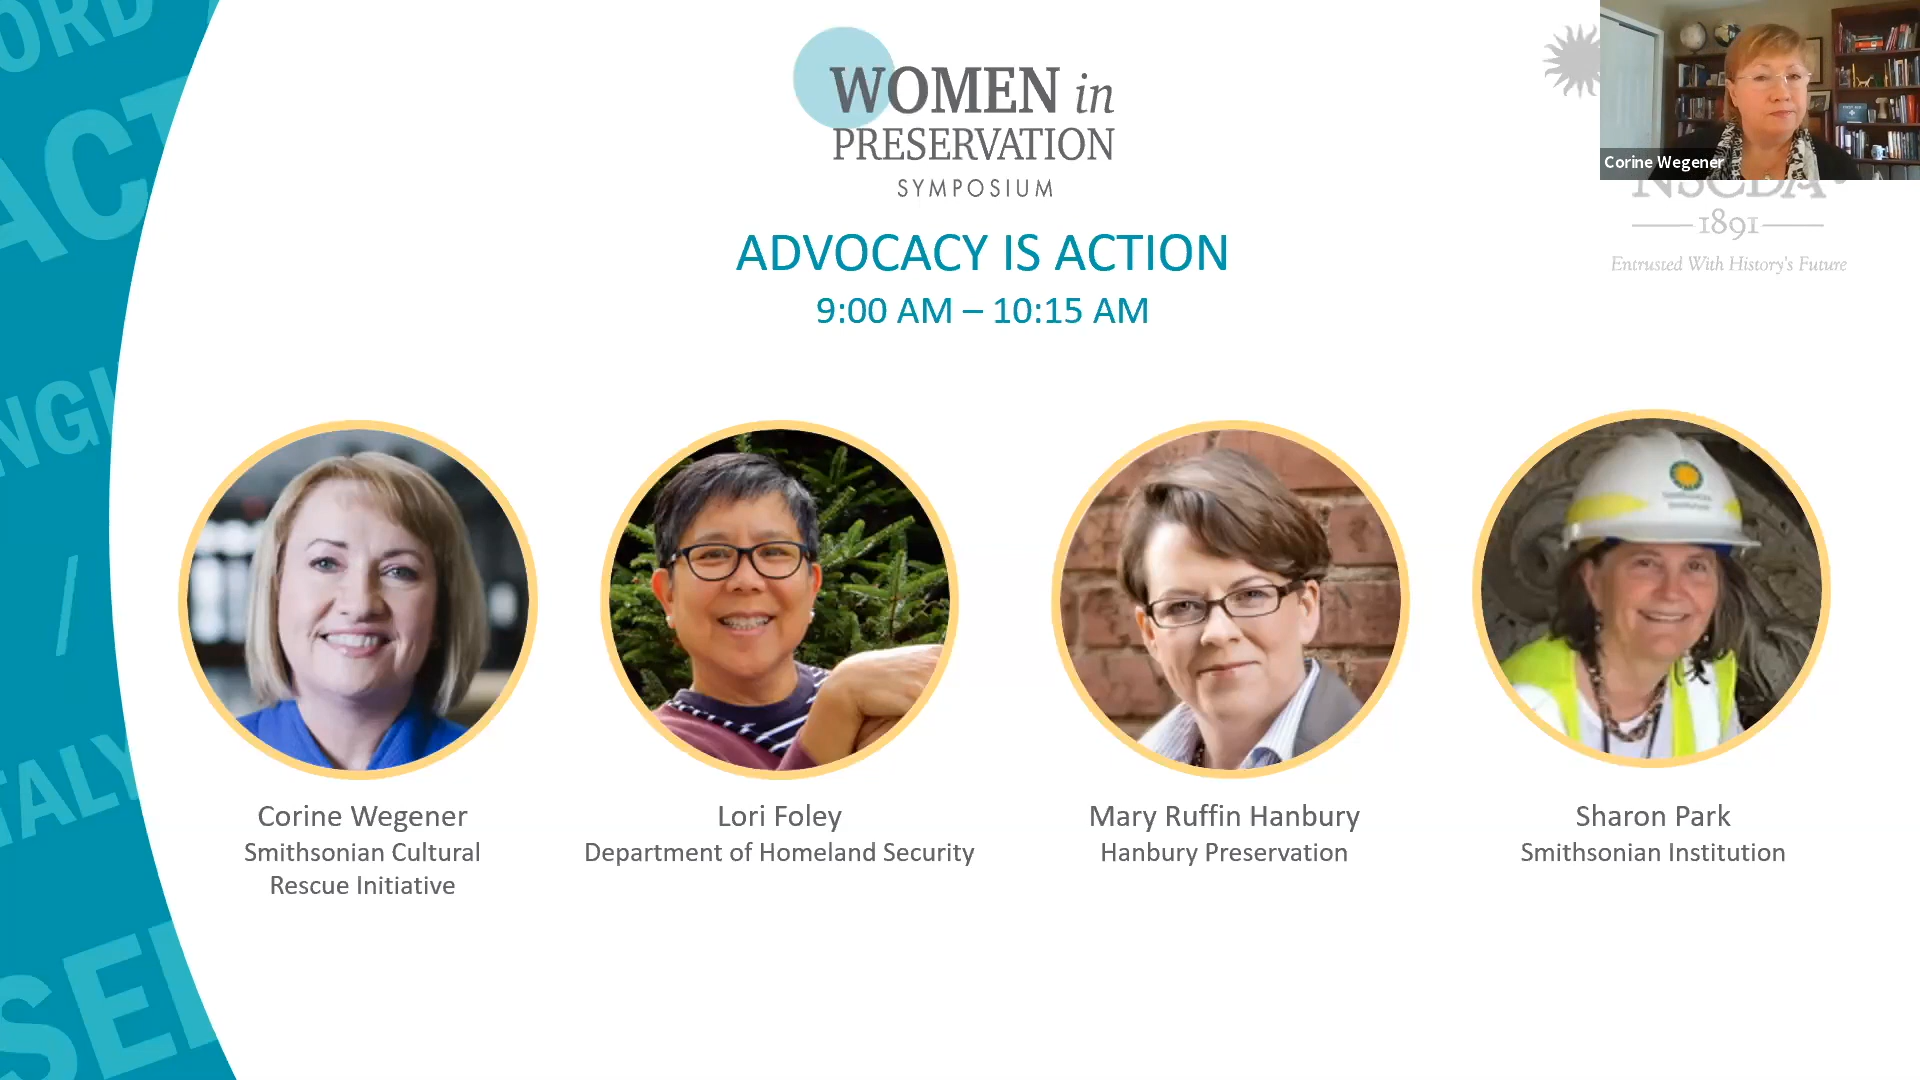 WOMEN in
PRESERVATION
SYMPOSIUM
ADVOCACY IS ACTION
9:00 AM – 10:15 AM
Corine Wegener
NSCDA
1891
Entrusted With History's Future
Corine Wegener
Smithsonian Cultural
Rescue Initiative
Lori Foley
Department of Homeland Security
Mary Ruffin Hanbury
Hanbury Preservation
Sharon Park
Smithsonian Institution